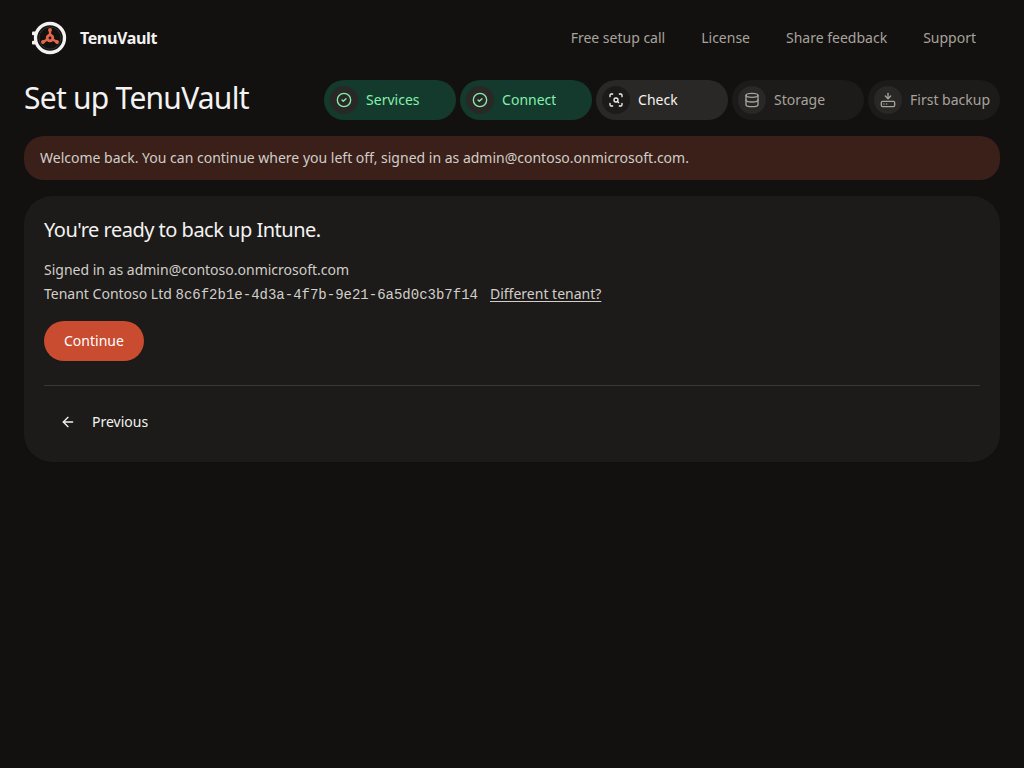 TenuVault
Free setup call
License
Share feedback
Support
Set up TenuVault
Services
Connect
Check
Storage
First backup
Welcome back. You can continue where you left off, signed in as admin@contoso.onmicrosoft.com.
You're ready to back up Intune.
Signed in as admin@contoso.onmicrosoft.com
Tenant Contoso Ltd 8c6f2b1e-4d3a-4f7b-9e21-6a5d0c3b7f14 Different tenant?
Continue
Previous